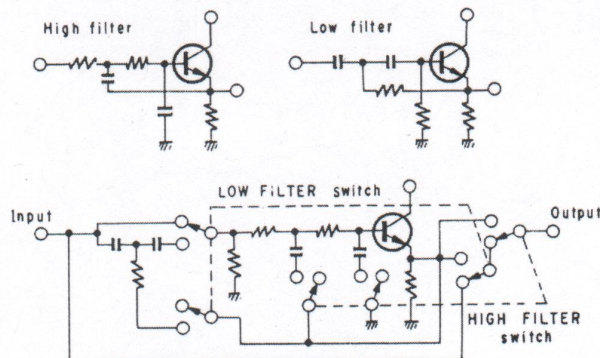 High filter
Low filter
LOW FILTER switch
Input
Output
HIGH FILTER
switch